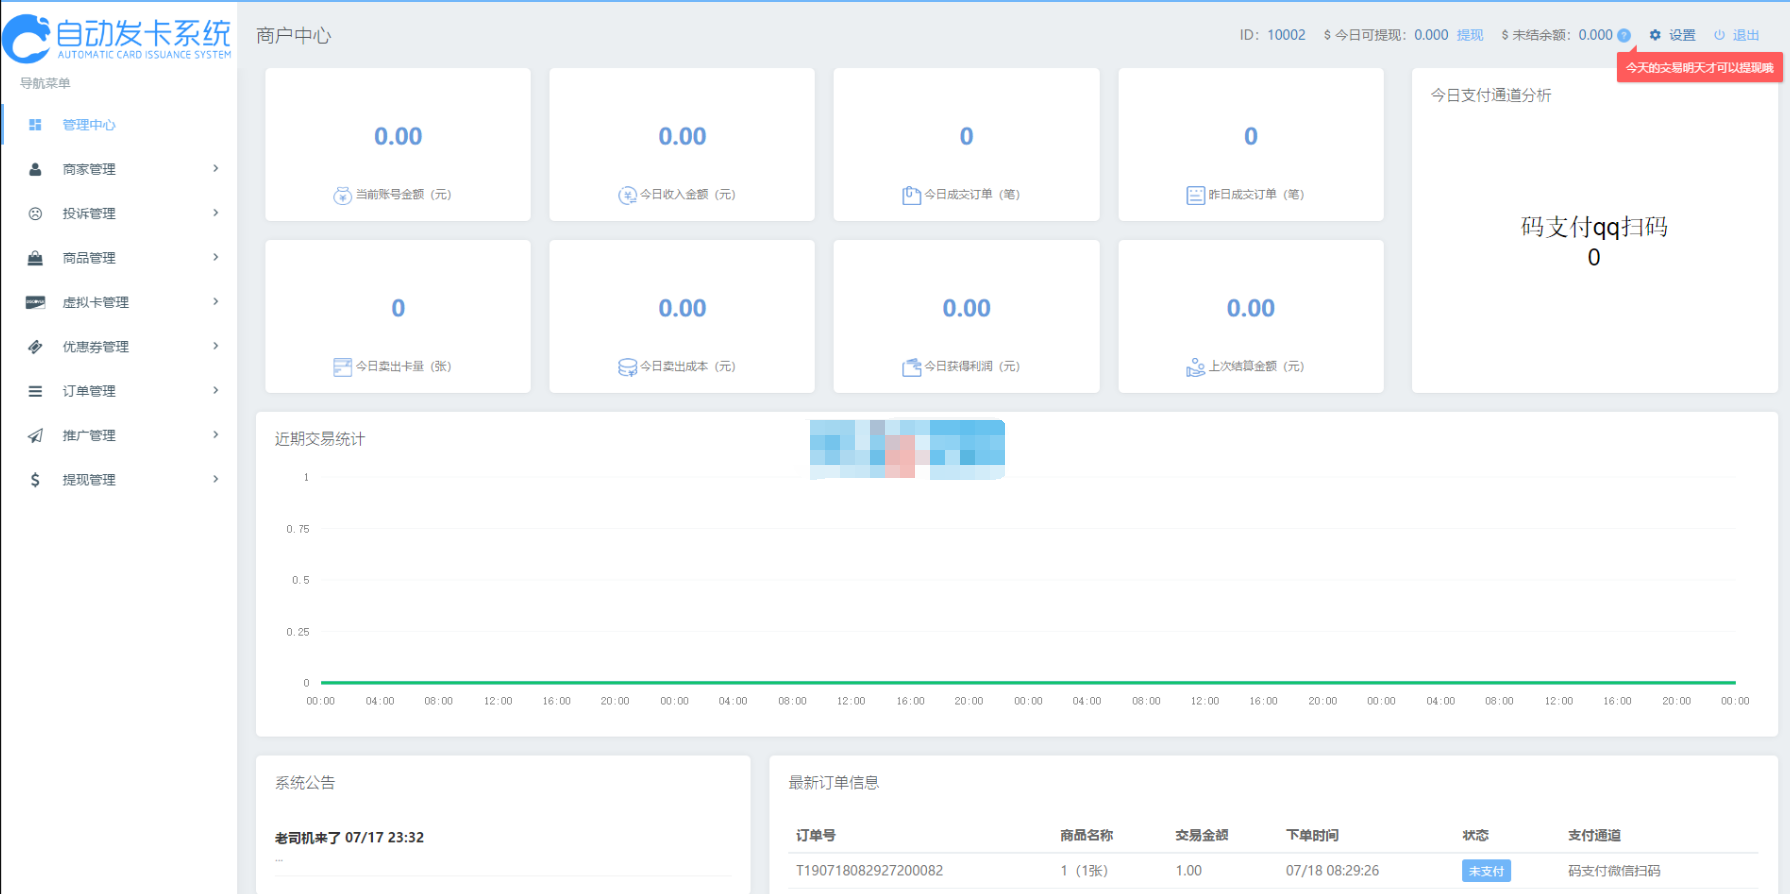 自动发卡系统
AUTOMATIC CARD ISSUANCE SYSTEM
导航菜单
管理中心
商家管理
投诉管理
商品管理
虚拟卡管理
优惠券管理
订单管理
推广管理
提现管理
商户中心
ID：10002 $ 今日可提现：0.000 提现 $ 未结余额：0.000 ? 设置 退出
今天的交易明天才可以提现哦
0.00
当前账号金额（元）
0.00
今日收入金额（元）
0
今日成交订单（笔）
0
昨日成交订单（笔）
0
今日卖出卡量（张）
0.00
今日卖出成本（元）
0.00
今日获得利润（元）
0.00
上次结算金额（元）
今日支付通道分析
码支付qq扫码
0
近期交易统计
1
0.75
0.5
0.25
0
00:00 04:00 08:00 12:00 16:00 20:00 00:00 04:00 08:00 12:00 16:00 20:00 00:00 04:00 08:00 12:00 16:00 20:00 00:00 04:00 08:00 12:00 16:00 20:00 00:00
系统公告
老司机来了 07/17 23:32
...
最新订单信息
订单号 商品名称 交易金额 下单时间 状态 支付通道
T190718082927200082 1（1张） 1.00 07/18 08:29:26 未支付 码支付微信扫码